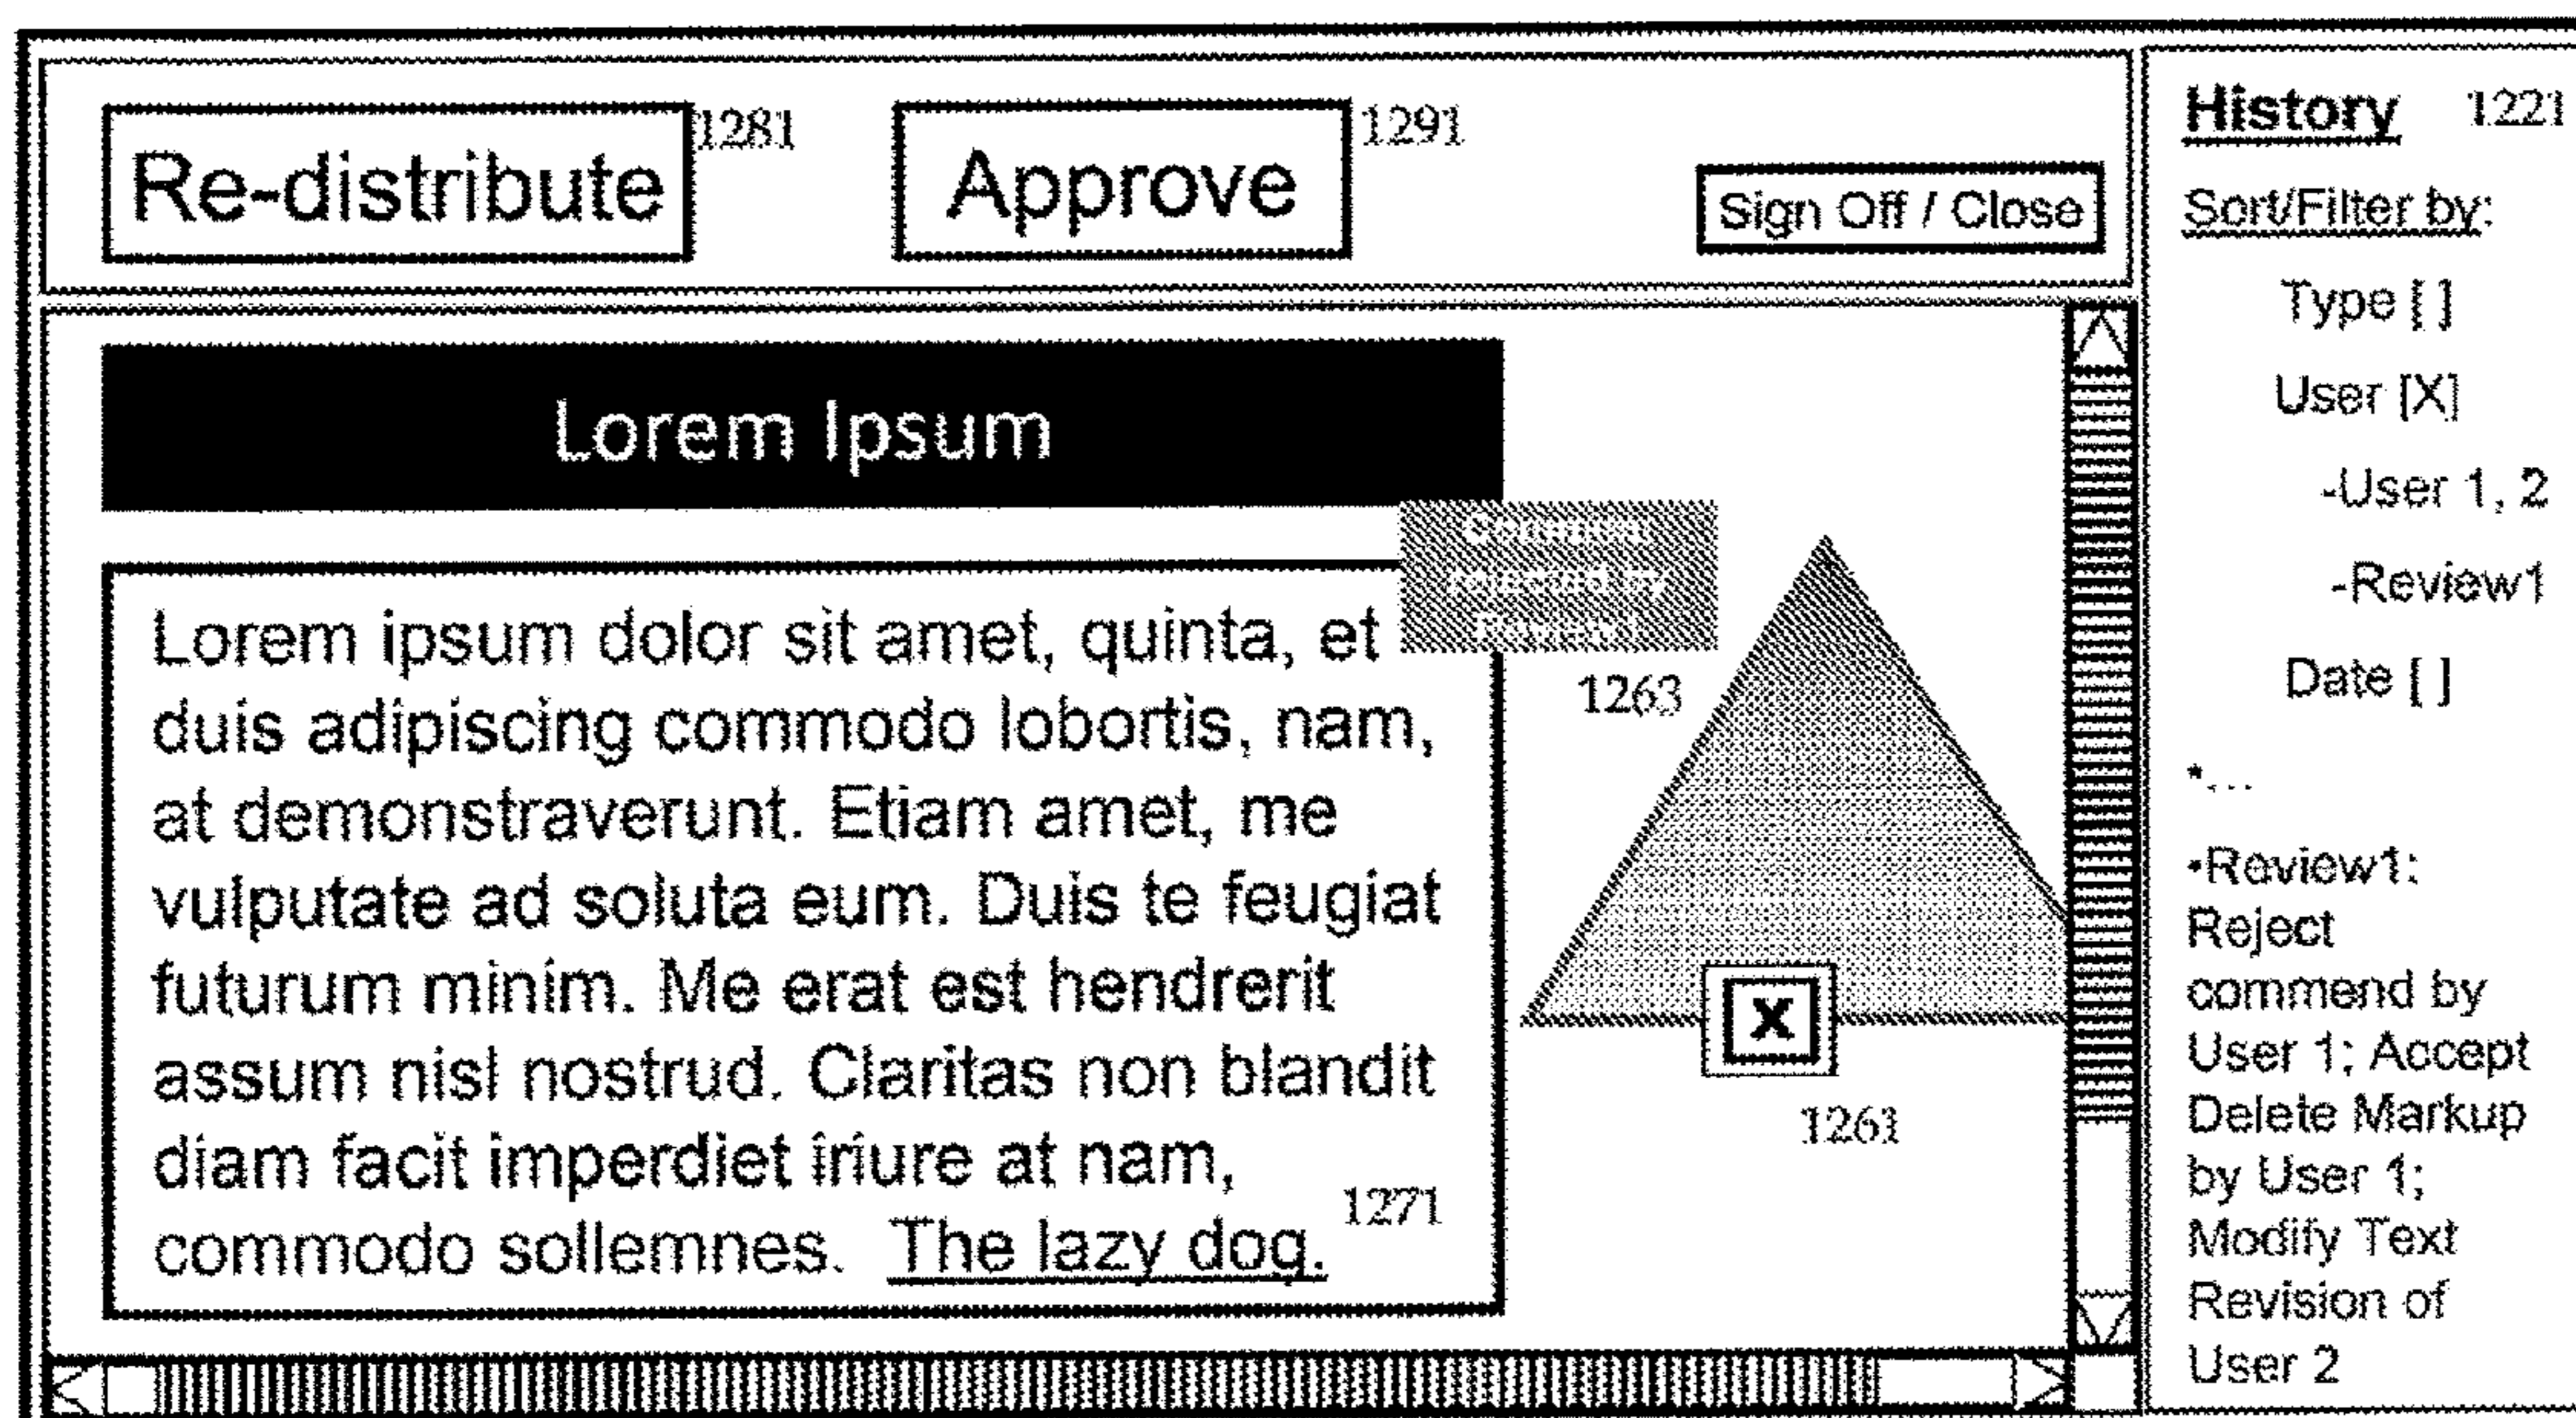 Re-distribute 1281 Approve 1291
Sign Off / Close
Lorem Ipsum
Comment
rejected by
Lorem ipsum dolor sit amet, quinta, et
duis adipiscing commodo lobortis, nam,
at demonstraverunt. Etiam amet, me
vulputate ad soluta eum. Duis te feugiat
futurum minim. Me erat est hendrerit
assum nisl nostrud. Claritas non blandit
diam facit imperdiet iriure at nam,
commodo sollemnes. The lazy dog.
1271
1263
X
1261
History 1221
Sort/Filter by:
Type [ ]
User [X]
-User 1, 2
-Review1
Date [ ]
*...
•Review1:
Reject
commend by
User 1; Accept
Delete Markup
by User 1;
Modify Text
Revision of
User 2